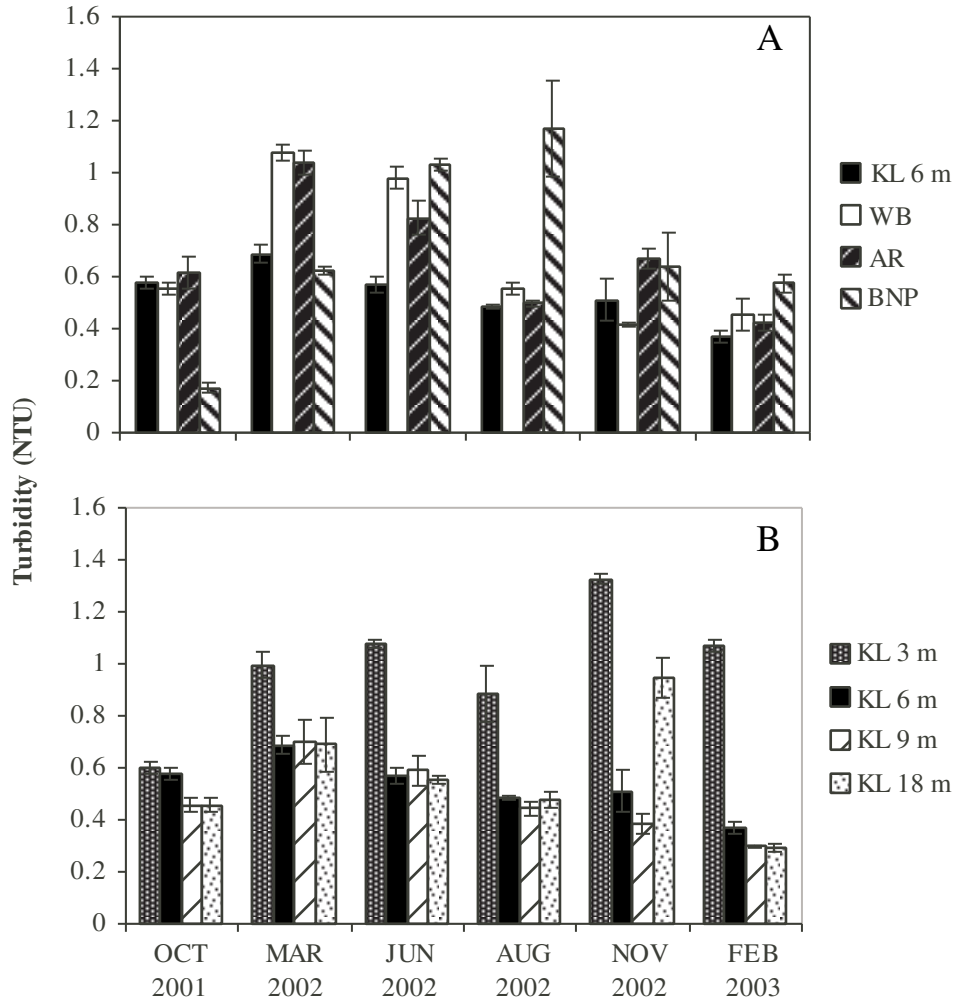 A
1.6
1.4
1.2
1
0.8
0.6
0.4
0.2
0
KL 6 m
WB
AR
BNP
Turbidity (NTU)
B
1.6
1.4
1.2
1
0.8
0.6
0.4
0.2
0
KL 3 m
KL 6 m
KL 9 m
KL 18 m
OCT MAR JUN AUG NOV FEB
2001 2002 2002 2002 2002 2003